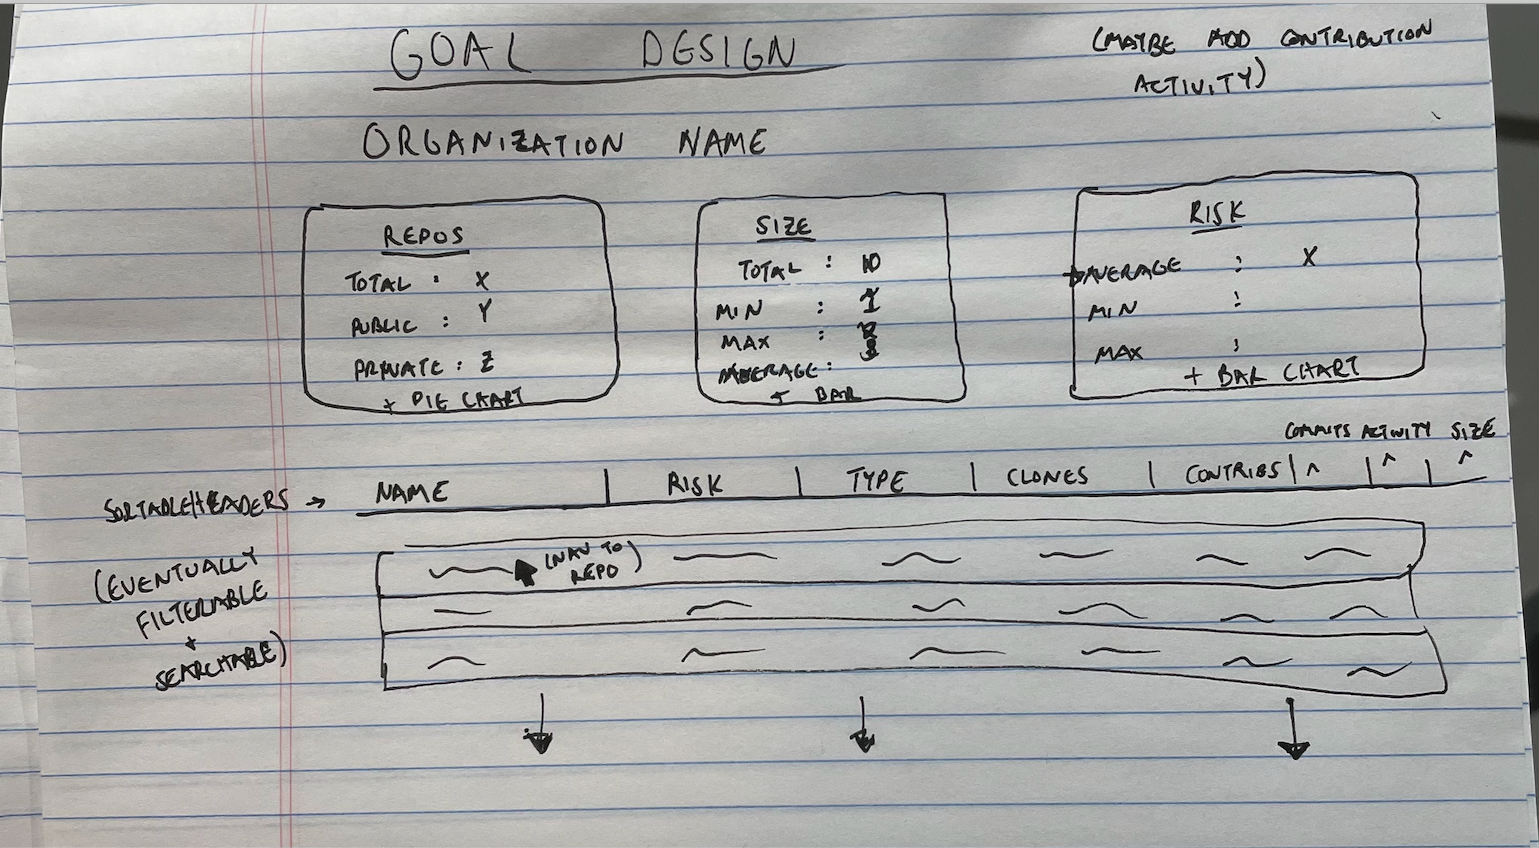 GOAL DESIGN
(MAYBE ADD CONTRIBUTION
ACTIVITY)
ORGANIZATION NAME
REPOS
TOTAL : X
PUBLIC : Y
PRIVATE : Z
+ PIE CHART
SIZE
TOTAL : 10
MIN : 1
MAX : 8
AVERAGE :
+ BAR
RISK
AVERAGE : X
MIN :
MAX :
+ BAR CHART
COMMITS ACTIVITY SIZE
SORTABLE HEADERS → NAME | RISK | TYPE | CLONES | CONTRIBS | ^ | ^ | ^
(EVENTUALLY
FILTERABLE
+
SEARCHABLE)
(NAV TO
REPO)